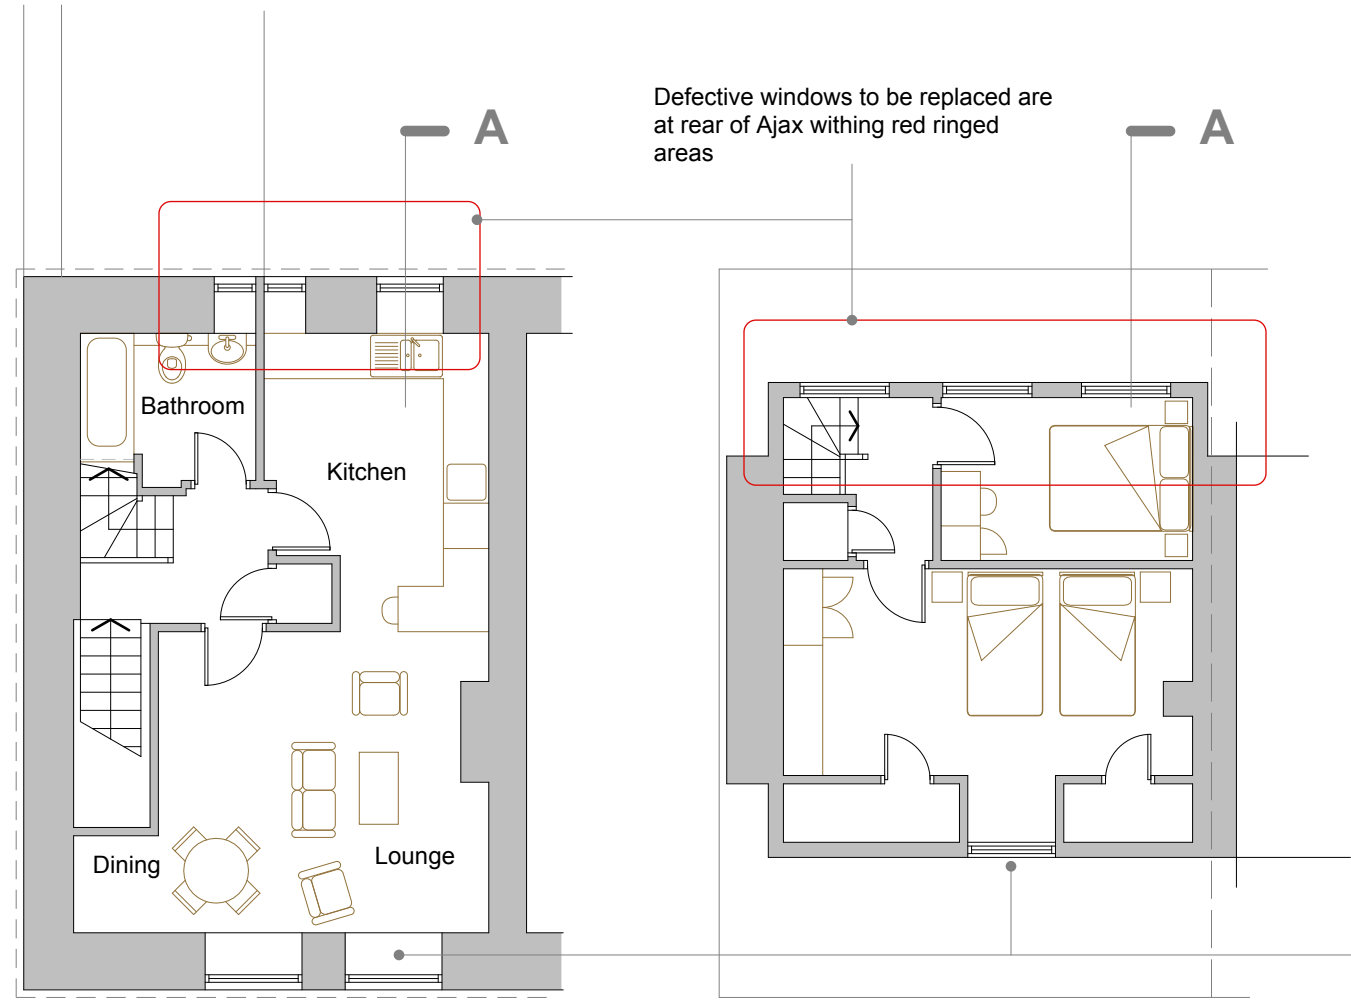 Defective windows to be replaced are
at rear of Ajax withing red ringed
areas
A
A
Bathroom
Kitchen
Dining
Lounge